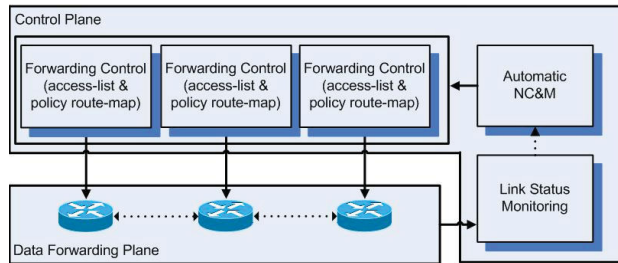 Control Plane
Forwarding Control
(access-list &
policy route-map)
Forwarding Control
(access-list &
policy route-map)
Forwarding Control
(access-list &
policy route-map)
Automatic
NC&M
Link Status
Monitoring
Data Forwarding Plane